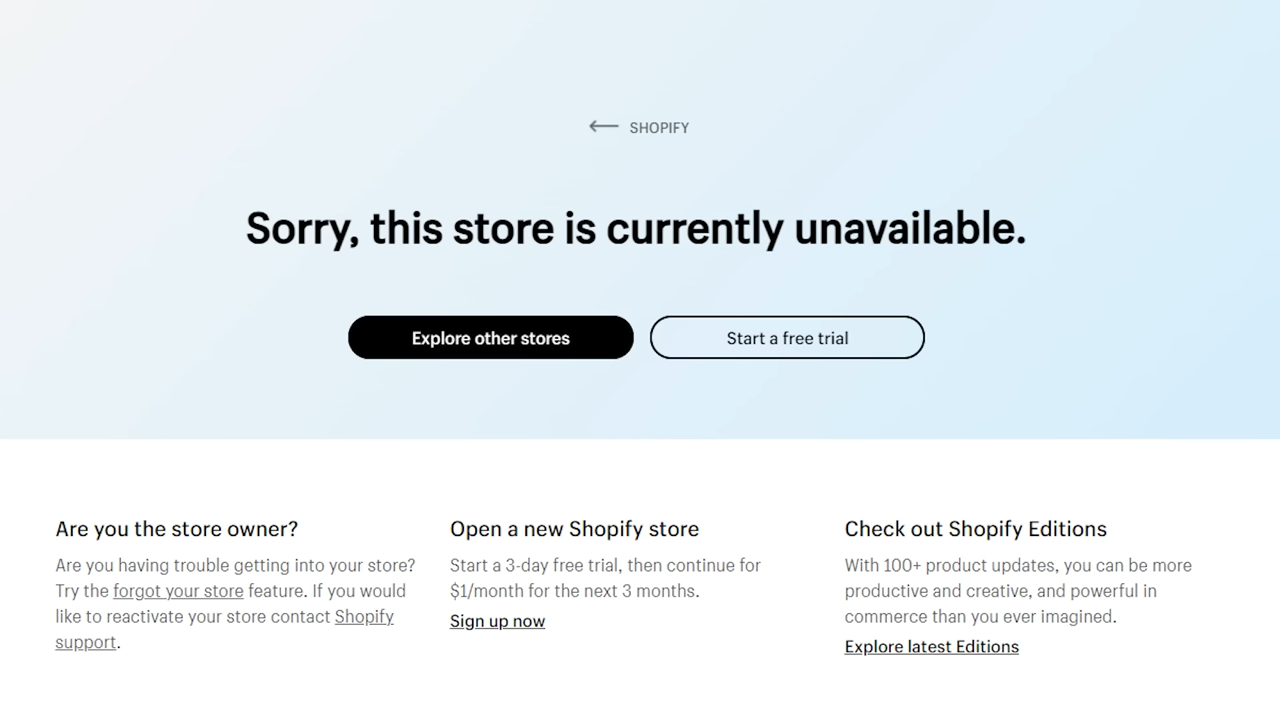 SHOPIFY
Sorry, this store is currently unavailable.
Explore other stores
Start a free trial
Are you the store owner?
Are you having trouble getting into your store?
Try the forgot your store feature. If you would
like to reactivate your store contact Shopify
support.
Open a new Shopify store
Start a 3-day free trial, then continue for
$1/month for the next 3 months.
Sign up now
Check out Shopify Editions
With 100+ product updates, you can be more
productive and creative, and powerful in
commerce than you ever imagined.
Explore latest Editions